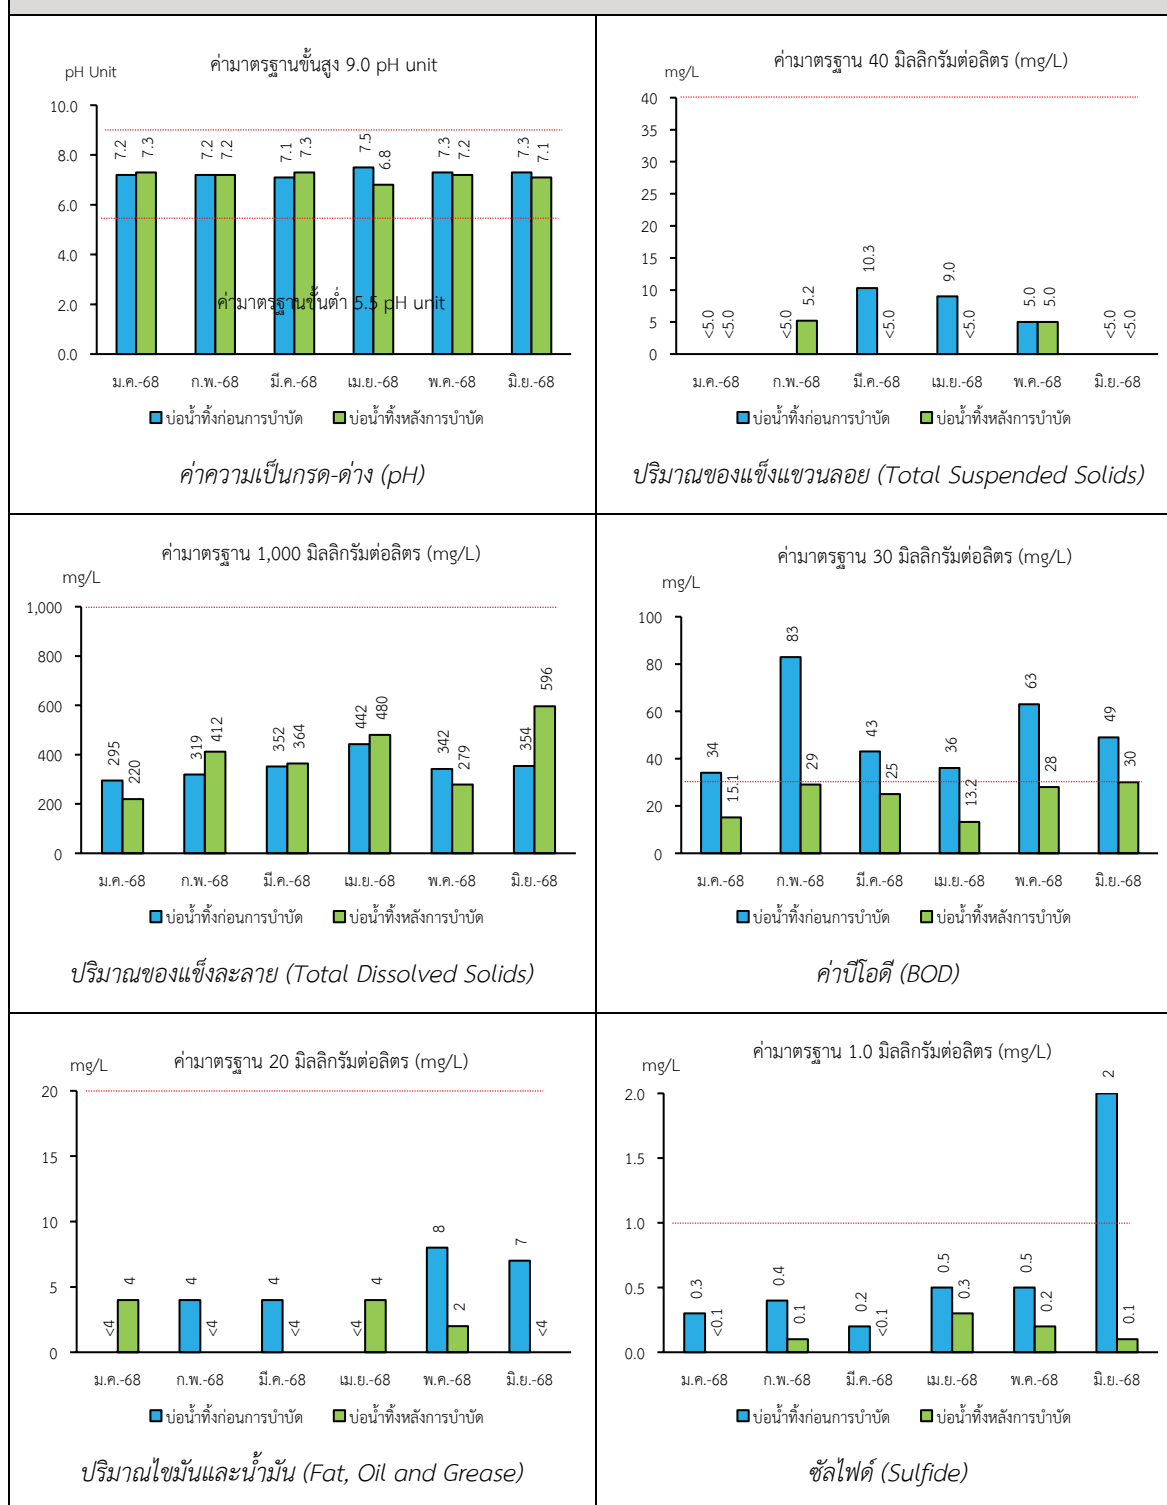 ค่ามาตรฐานขั้นสูง 9.0 pH unit
pH Unit
10.0
8.0
6.0
4.0
2.0
0.0
7.2 7.3 7.2 7.2 7.1 7.3 7.5 6.8 7.3 7.2 7.3 7.1
ค่ามาตรฐานขั้นต่ำ 5.5 pH unit
ม.ค.-68 ก.พ.-68 มี.ค.-68 เม.ย.-68 พ.ค.-68 มิ.ย.-68
บ่อน้ำทิ้งก่อนการบำบัด บ่อน้ำทิ้งหลังการบำบัด
ค่าความเป็นกรด-ด่าง (pH)
ค่ามาตรฐาน 40 มิลลิกรัมต่อลิตร (mg/L)
mg/L
40
35
30
25
20
15
10
5
0
<5.0 <5.0 <5.0 5.2 10.3 <5.0 9.0 <5.0 5.0 5.0 <5.0 <5.0
ม.ค.-68 ก.พ.-68 มี.ค.-68 เม.ย.-68 พ.ค.-68 มิ.ย.-68
บ่อน้ำทิ้งก่อนการบำบัด บ่อน้ำทิ้งหลังการบำบัด
ปริมาณของแข็งแขวนลอย (Total Suspended Solids)
ค่ามาตรฐาน 1,000 มิลลิกรัมต่อลิตร (mg/L)
mg/L
1,000
800
600
400
200
0
295 220 319 412 352 364 442 480 342 279 354 596
ม.ค.-68 ก.พ.-68 มี.ค.-68 เม.ย.-68 พ.ค.-68 มิ.ย.-68
บ่อน้ำทิ้งก่อนการบำบัด บ่อน้ำทิ้งหลังการบำบัด
ปริมาณของแข็งละลาย (Total Dissolved Solids)
ค่ามาตรฐาน 30 มิลลิกรัมต่อลิตร (mg/L)
mg/L
100
80
60
40
20
0
34 15.1 83 29 43 25 36 13.2 63 28 49 30
ม.ค.-68 ก.พ.-68 มี.ค.-68 เม.ย.-68 พ.ค.-68 มิ.ย.-68
บ่อน้ำทิ้งก่อนการบำบัด บ่อน้ำทิ้งหลังการบำบัด
ค่าบีโอดี (BOD)
ค่ามาตรฐาน 20 มิลลิกรัมต่อลิตร (mg/L)
mg/L
20
15
10
5
0
<4 4 4 <4 4 <4 <4 4 8 2 7 <4
ม.ค.-68 ก.พ.-68 มี.ค.-68 เม.ย.-68 พ.ค.-68 มิ.ย.-68
บ่อน้ำทิ้งก่อนการบำบัด บ่อน้ำทิ้งหลังการบำบัด
ปริมาณไขมันและน้ำมัน (Fat, Oil and Grease)
ค่ามาตรฐาน 1.0 มิลลิกรัมต่อลิตร (mg/L)
mg/L
2.0
1.5
1.0
0.5
0.0
0.3 <0.1 0.4 0.1 0.2 <0.1 0.5 0.3 0.5 0.2 2 0.1
ม.ค.-68 ก.พ.-68 มี.ค.-68 เม.ย.-68 พ.ค.-68 มิ.ย.-68
บ่อน้ำทิ้งก่อนการบำบัด บ่อน้ำทิ้งหลังการบำบัด
ซัลไฟด์ (Sulfide)